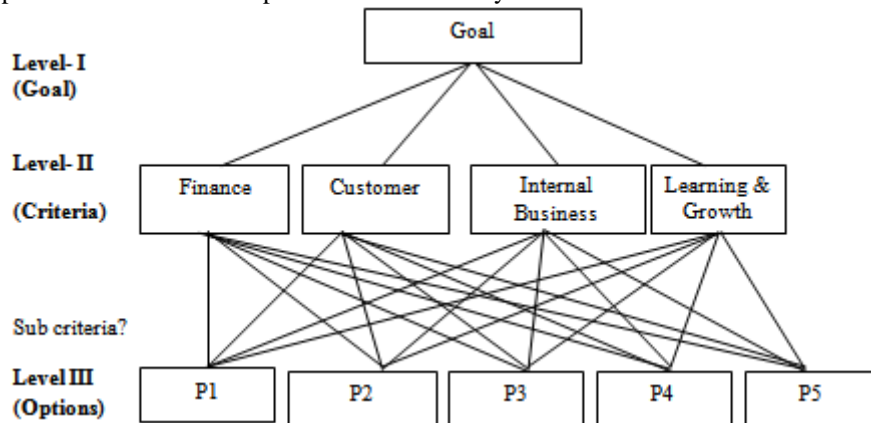 Goal
Level- I
(Goal)
Level- II
(Criteria)
Finance
Customer
Internal
Business
Learning &
Growth
Sub criteria?
Level III
(Options)
P1
P2
P3
P4
P5